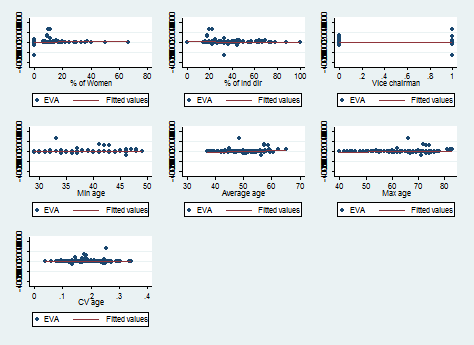 0 20 40 60 80
% of Women
EVA Fitted values
0 20 40 60 80 100
% of Ind dir
EVA Fitted values
0 .2 .4 .6 .8 1
Vice chairman
EVA Fitted values
30 35 40 45 50
Min age
EVA Fitted values
30 40 50 60 70
Average age
EVA Fitted values
40 50 60 70 80
Max age
EVA Fitted values
0 .1 .2 .3 .4
CV age
EVA Fitted values